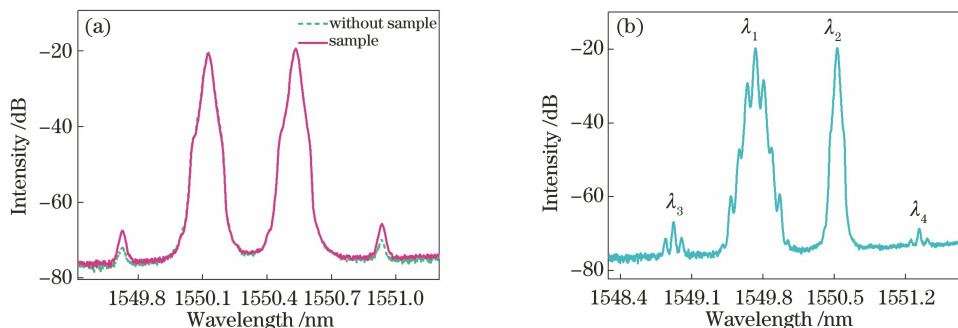 (a)
without sample
sample
−20
−40
−60
−80
Intensity /dB
1549.8 1550.1 1550.4 1550.7 1551.0
Wavelength /nm
(b)
λ1
λ2
λ3
λ4
−20
−40
−60
−80
Intensity /dB
1548.4 1549.1 1549.8 1550.5 1551.2
Wavelength /nm